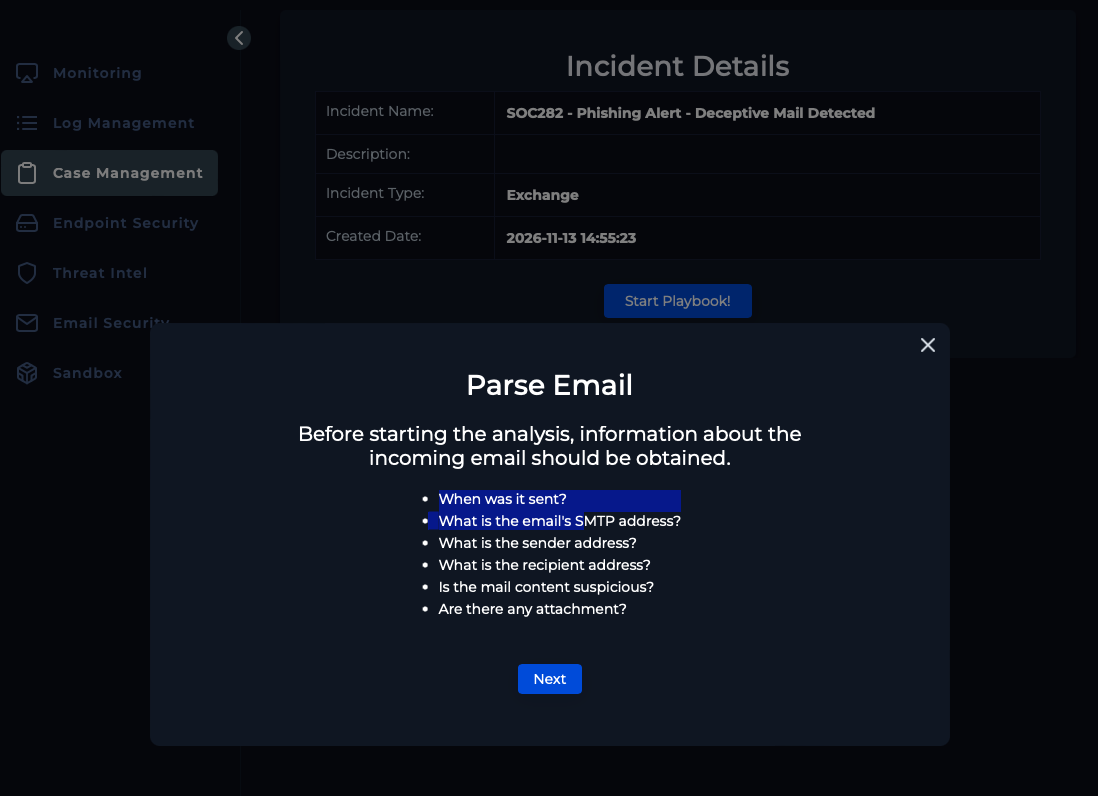 Monitoring
Log Management
Case Management
Endpoint Security
Threat Intel
Email Security
Sandbox
Incident Details
Incident Name: SOC282 - Phishing Alert - Deceptive Mail Detected
Description:
Incident Type: Exchange
Created Date: 2026-11-13 14:55:23
Start Playbook!
Parse Email
Before starting the analysis, information about the
incoming email should be obtained.
• When was it sent?
• What is the email's SMTP address?
• What is the sender address?
• What is the recipient address?
• Is the mail content suspicious?
• Are there any attachment?
Next